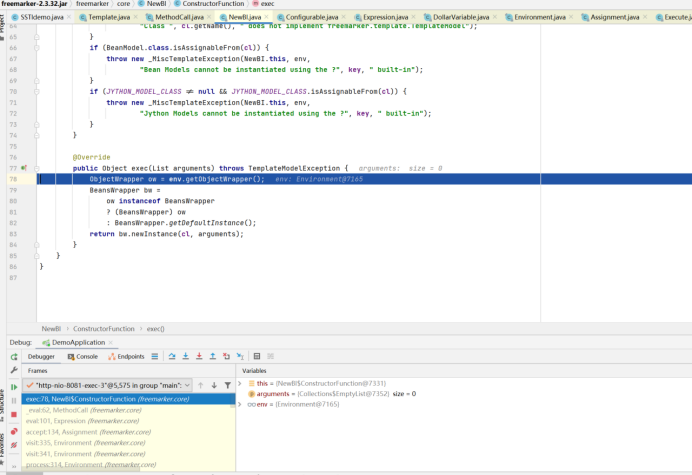 freemarker-2.3.32.jar freemarker core NewBI ConstructorFunction exec
SSTIdemo.java Template.java MethodCall.java NewBI.java Configurable.java Expression.java DollarVariable.java Environment.java Assignment.java Execute.j
Project
64 "Class ", cl.getName(), " does not implement freemarker.template.TemplateModel");
65 }
66 if (BeanModel.class.isAssignableFrom(cl)) {
67 throw new _MiscTemplateException(NewBI.this, env,
68 "Bean Models cannot be instantiated using the ?", key, " built-in");
69 }
70 if (JYTHON_MODEL_CLASS ≠ null && JYTHON_MODEL_CLASS.isAssignableFrom(cl)) {
71 throw new _MiscTemplateException(NewBI.this, env,
72 "Jython Models cannot be instantiated using the ?", key, " built-in");
73 }
74 }
75
76 @Override
77 public Object exec(List arguments) throws TemplateModelException { arguments: size = 0
78 ObjectWrapper ow = env.getObjectWrapper(); env: Environment@7165
79 BeansWrapper bw =
80 ow instanceof BeansWrapper
81 ? (BeansWrapper) ow
82 : BeansWrapper.getDefaultInstance();
83 return bw.newInstance(cl, arguments);
84 }
85 }
86 }
87
NewBI ConstructorFunction exec()
Debug: DemoApplication
Debugger Console Endpoints
Frames
Variables
"http-nio-8081-exec-3"@5,575 in group "main":
exec:78, NewBI$ConstructorFunction (freemarker.core)
_eval:62, MethodCall (freemarker.core)
eval:101, Expression (freemarker.core)
accept:134, Assignment (freemarker.core)
visit:335, Environment (freemarker.core)
visit:341, Environment (freemarker.core)
process:314, Environment (freemarker.core)
this = {NewBI$ConstructorFunction@7331}
arguments = {Collections$EmptyList@7352} size = 0
env = {Environment@7165}
Structure
Favorites